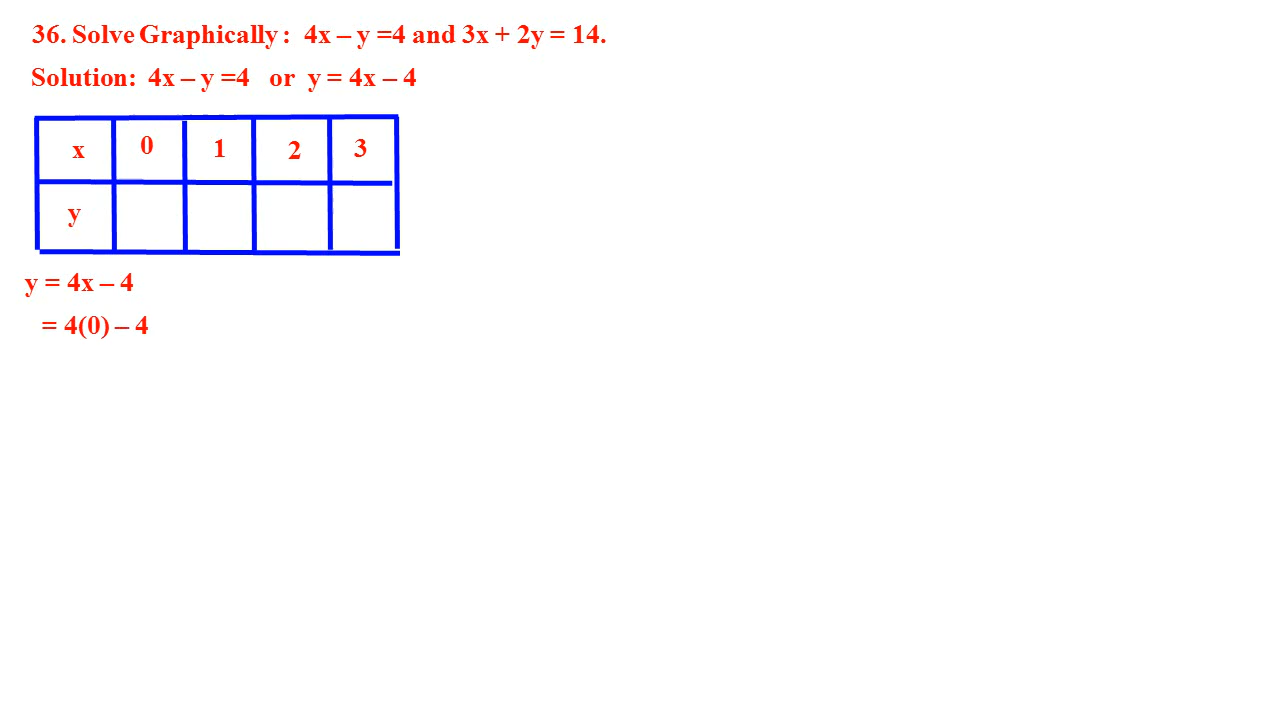 36. Solve Graphically :  4x – y =4 and 3x + 2y = 14.
Solution:  4x – y =4   or  y = 4x – 4
x 0 1 2 3
y
y = 4x – 4
= 4(0) – 4